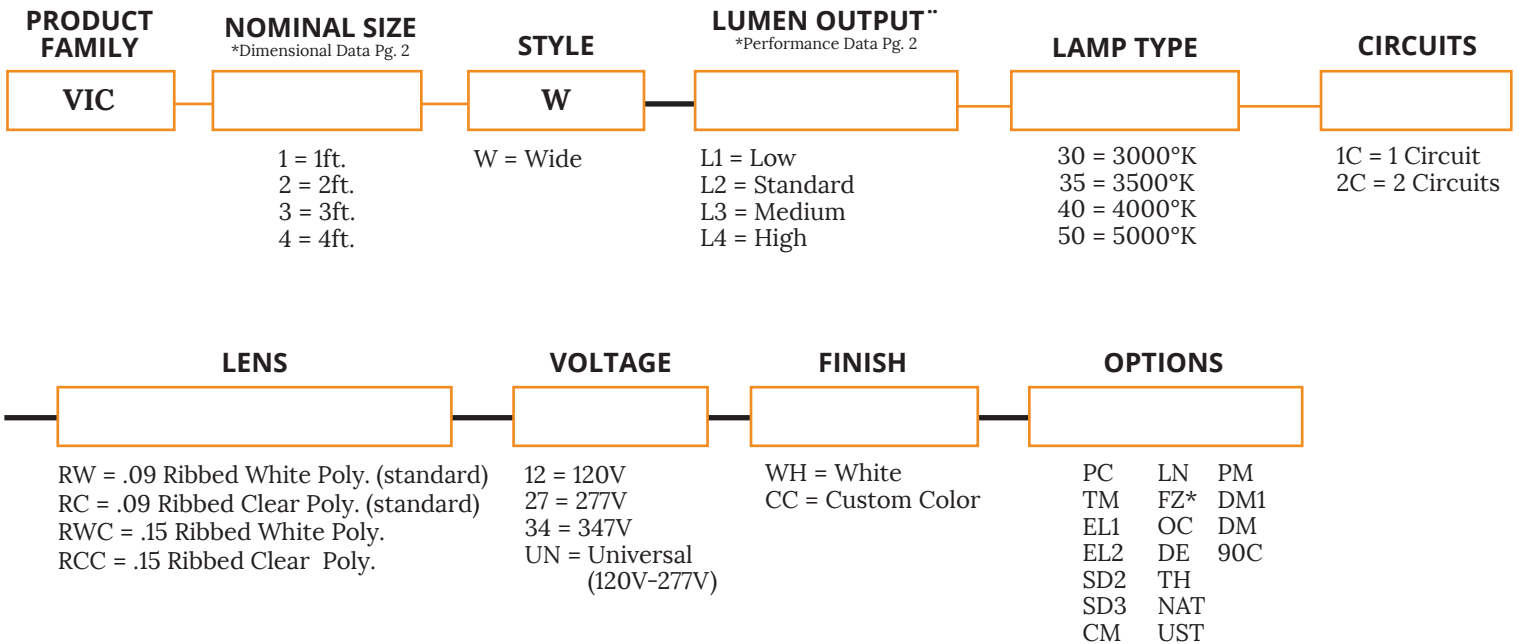 PRODUCT FAMILY
NOMINAL SIZE
*Dimensional Data Pg. 2
STYLE
LUMEN OUTPUT¨
*Performance Data Pg. 2
LAMP TYPE
CIRCUITS
VIC
W
1 = 1ft.
2 = 2ft.
3 = 3ft.
4 = 4ft.
W = Wide
L1 = Low
L2 = Standard
L3 = Medium
L4 = High
30 = 3000°K
35 = 3500°K
40 = 4000°K
50 = 5000°K
1C = 1 Circuit
2C = 2 Circuits
LENS
VOLTAGE
FINISH
OPTIONS
RW = .09 Ribbed White Poly. (standard)
RC = .09 Ribbed Clear Poly. (standard)
RWC = .15 Ribbed White Poly.
RCC = .15 Ribbed Clear Poly.
12 = 120V
27 = 277V
34 = 347V
UN = Universal
(120V-277V)
WH = White
CC = Custom Color
PC LN PM
TM FZ* DM1
EL1 OC DM
EL2 DE 90C
SD2 TH
SD3 NAT
CM UST